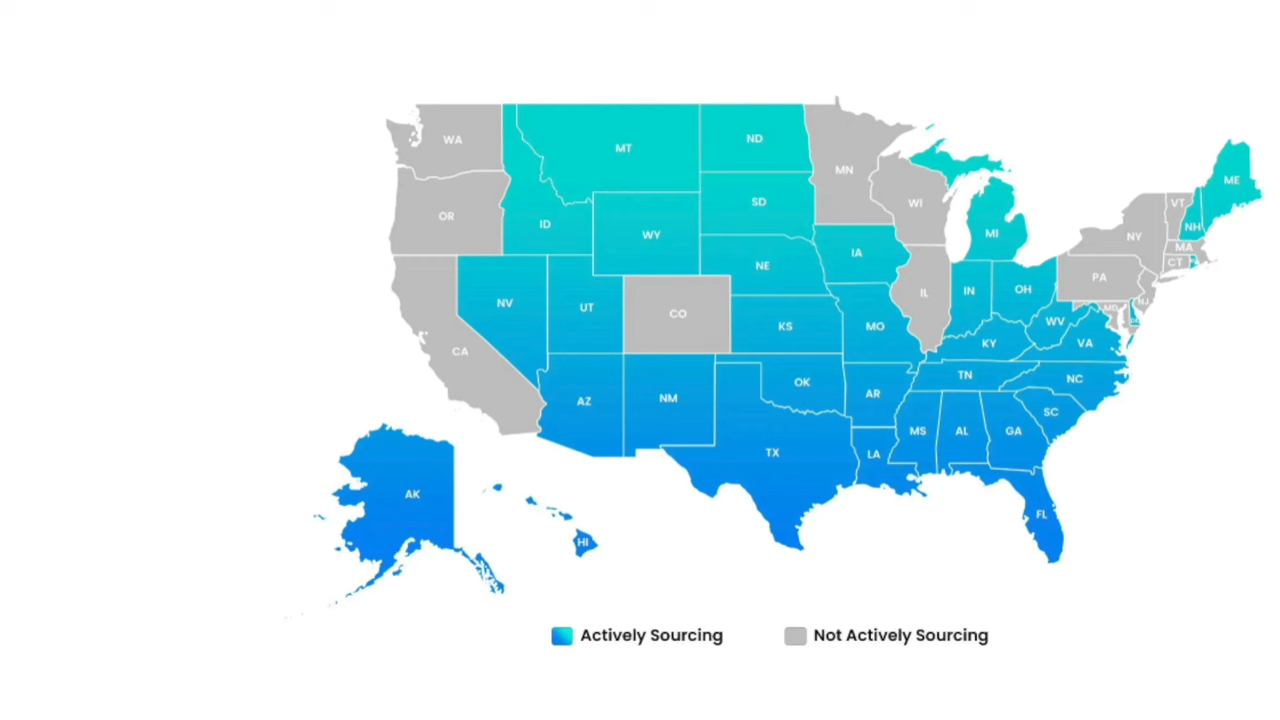 WA
MT
ND
MN
OR
ID
WY
SD
WI
MI
NY
VT
NH
ME
MA
CT
NV
UT
CO
NE
IA
IL
IN
OH
PA
NJ
MD
CA
KS
MO
KY
WV
VA
AZ
NM
OK
AR
TN
NC
SC
TX
LA
MS
AL
GA
FL
AK
HI
Actively Sourcing
Not Actively Sourcing